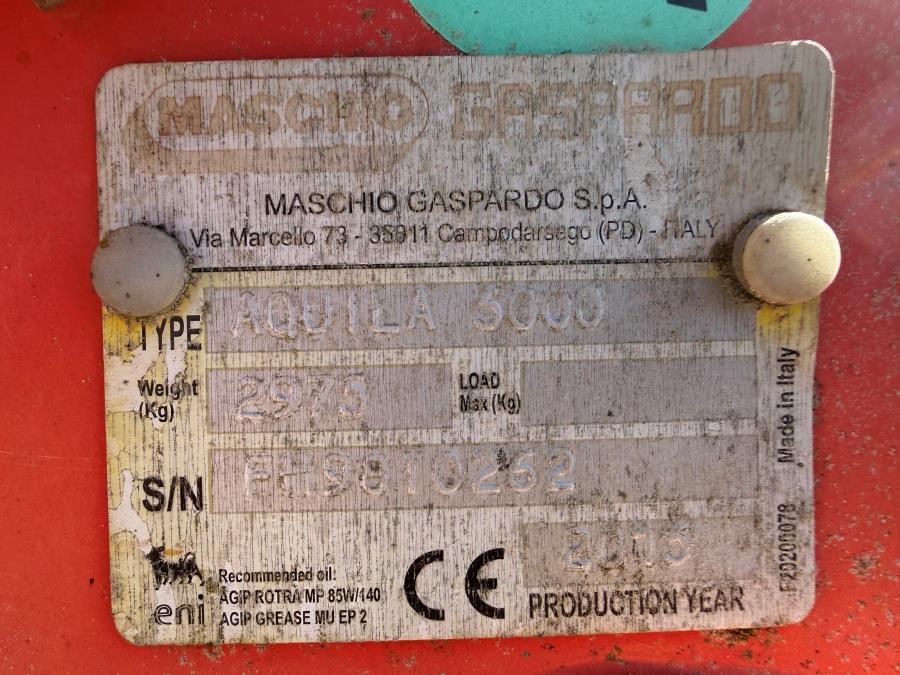 MASCHIO GASPARDO
MASCHIO GASPARDO S.p.A.
Via Marcello 73 - 35011 Campodarsego (PD) - ITALY
TYPE AQUILA
Weight (Kg) 2975 LOAD Max (Kg)
S/N
PRODUCTION YEAR
eni
Recommended oil:
AGIP ROTRA MP 85W/140
AGIP GREASE MU EP 2
CE
F20206078 Made in Italy